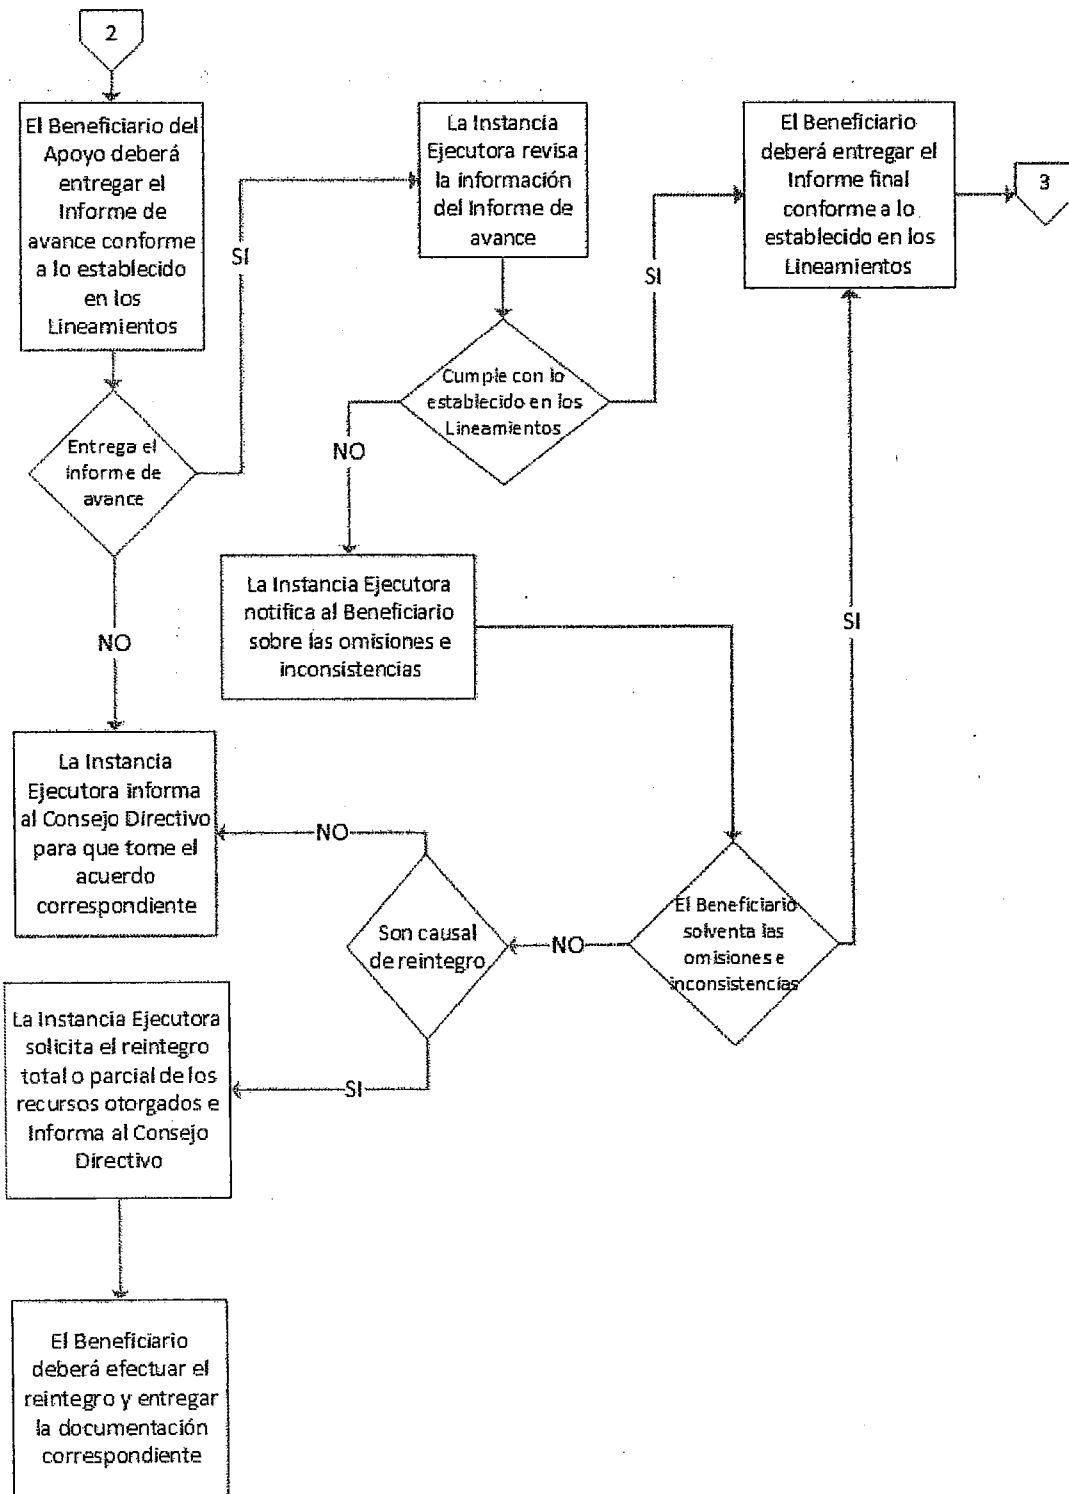 2
El Beneficiario del
Apoyo deberá
entregar el
Informe de
avance conforme
a lo establecido
en los
Lineamientos
Entrega el
informe de
avance
SI
NO
La Instancia
Ejecutora revisa
la información
del Informe de
avance
Cumple con lo
establecido en los
Lineamientos
SI
NO
El Beneficiario
deberá entregar el
Informe final
conforme a lo
establecido en los
Lineamientos
3
La Instancia Ejecutora
notifica al Beneficiario
sobre las omisiones e
inconsistencias
El Beneficiario
solventa las
omisiones e
inconsistencias
SI
NO
Son causal
de reintegro
NO
SI
La Instancia
Ejecutora informa
al Consejo Directivo
para que tome el
acuerdo
correspondiente
La Instancia Ejecutora
solicita el reintegro
total o parcial de los
recursos otorgados e
Informa al Consejo
Directivo
El Beneficiario
deberá efectuar el
reintegro y entregar
la documentación
correspondiente